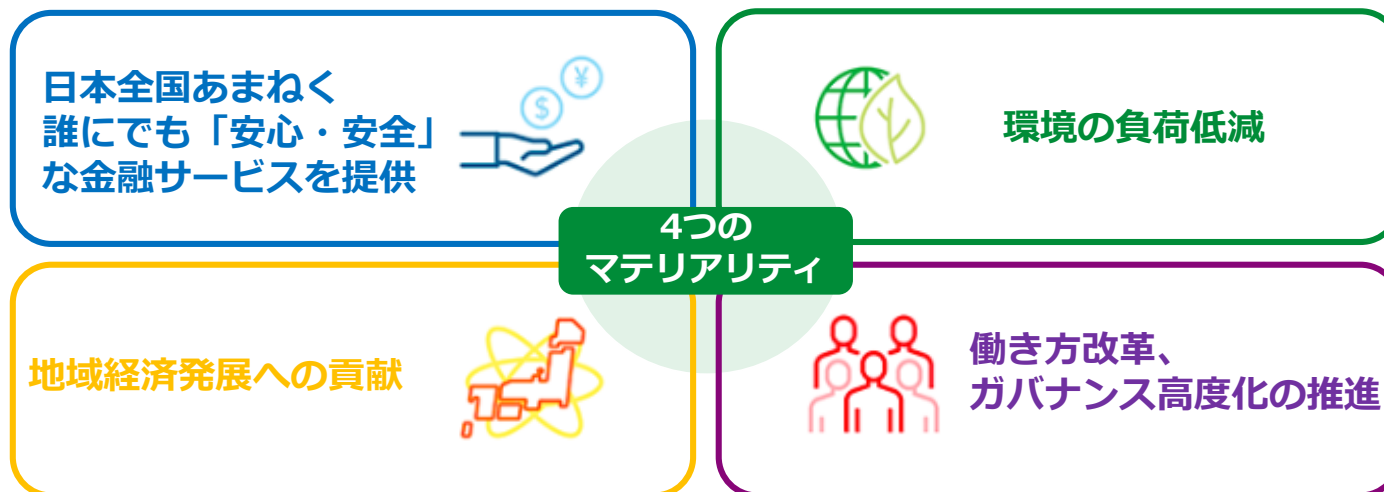 日本全国あまねく
誰にでも「安心・安全」
な金融サービスを提供
¥
$
環境の負荷低減
4つの
マテリアリティ
地域経済発展への貢献
働き方改革、
ガバナンス高度化の推進